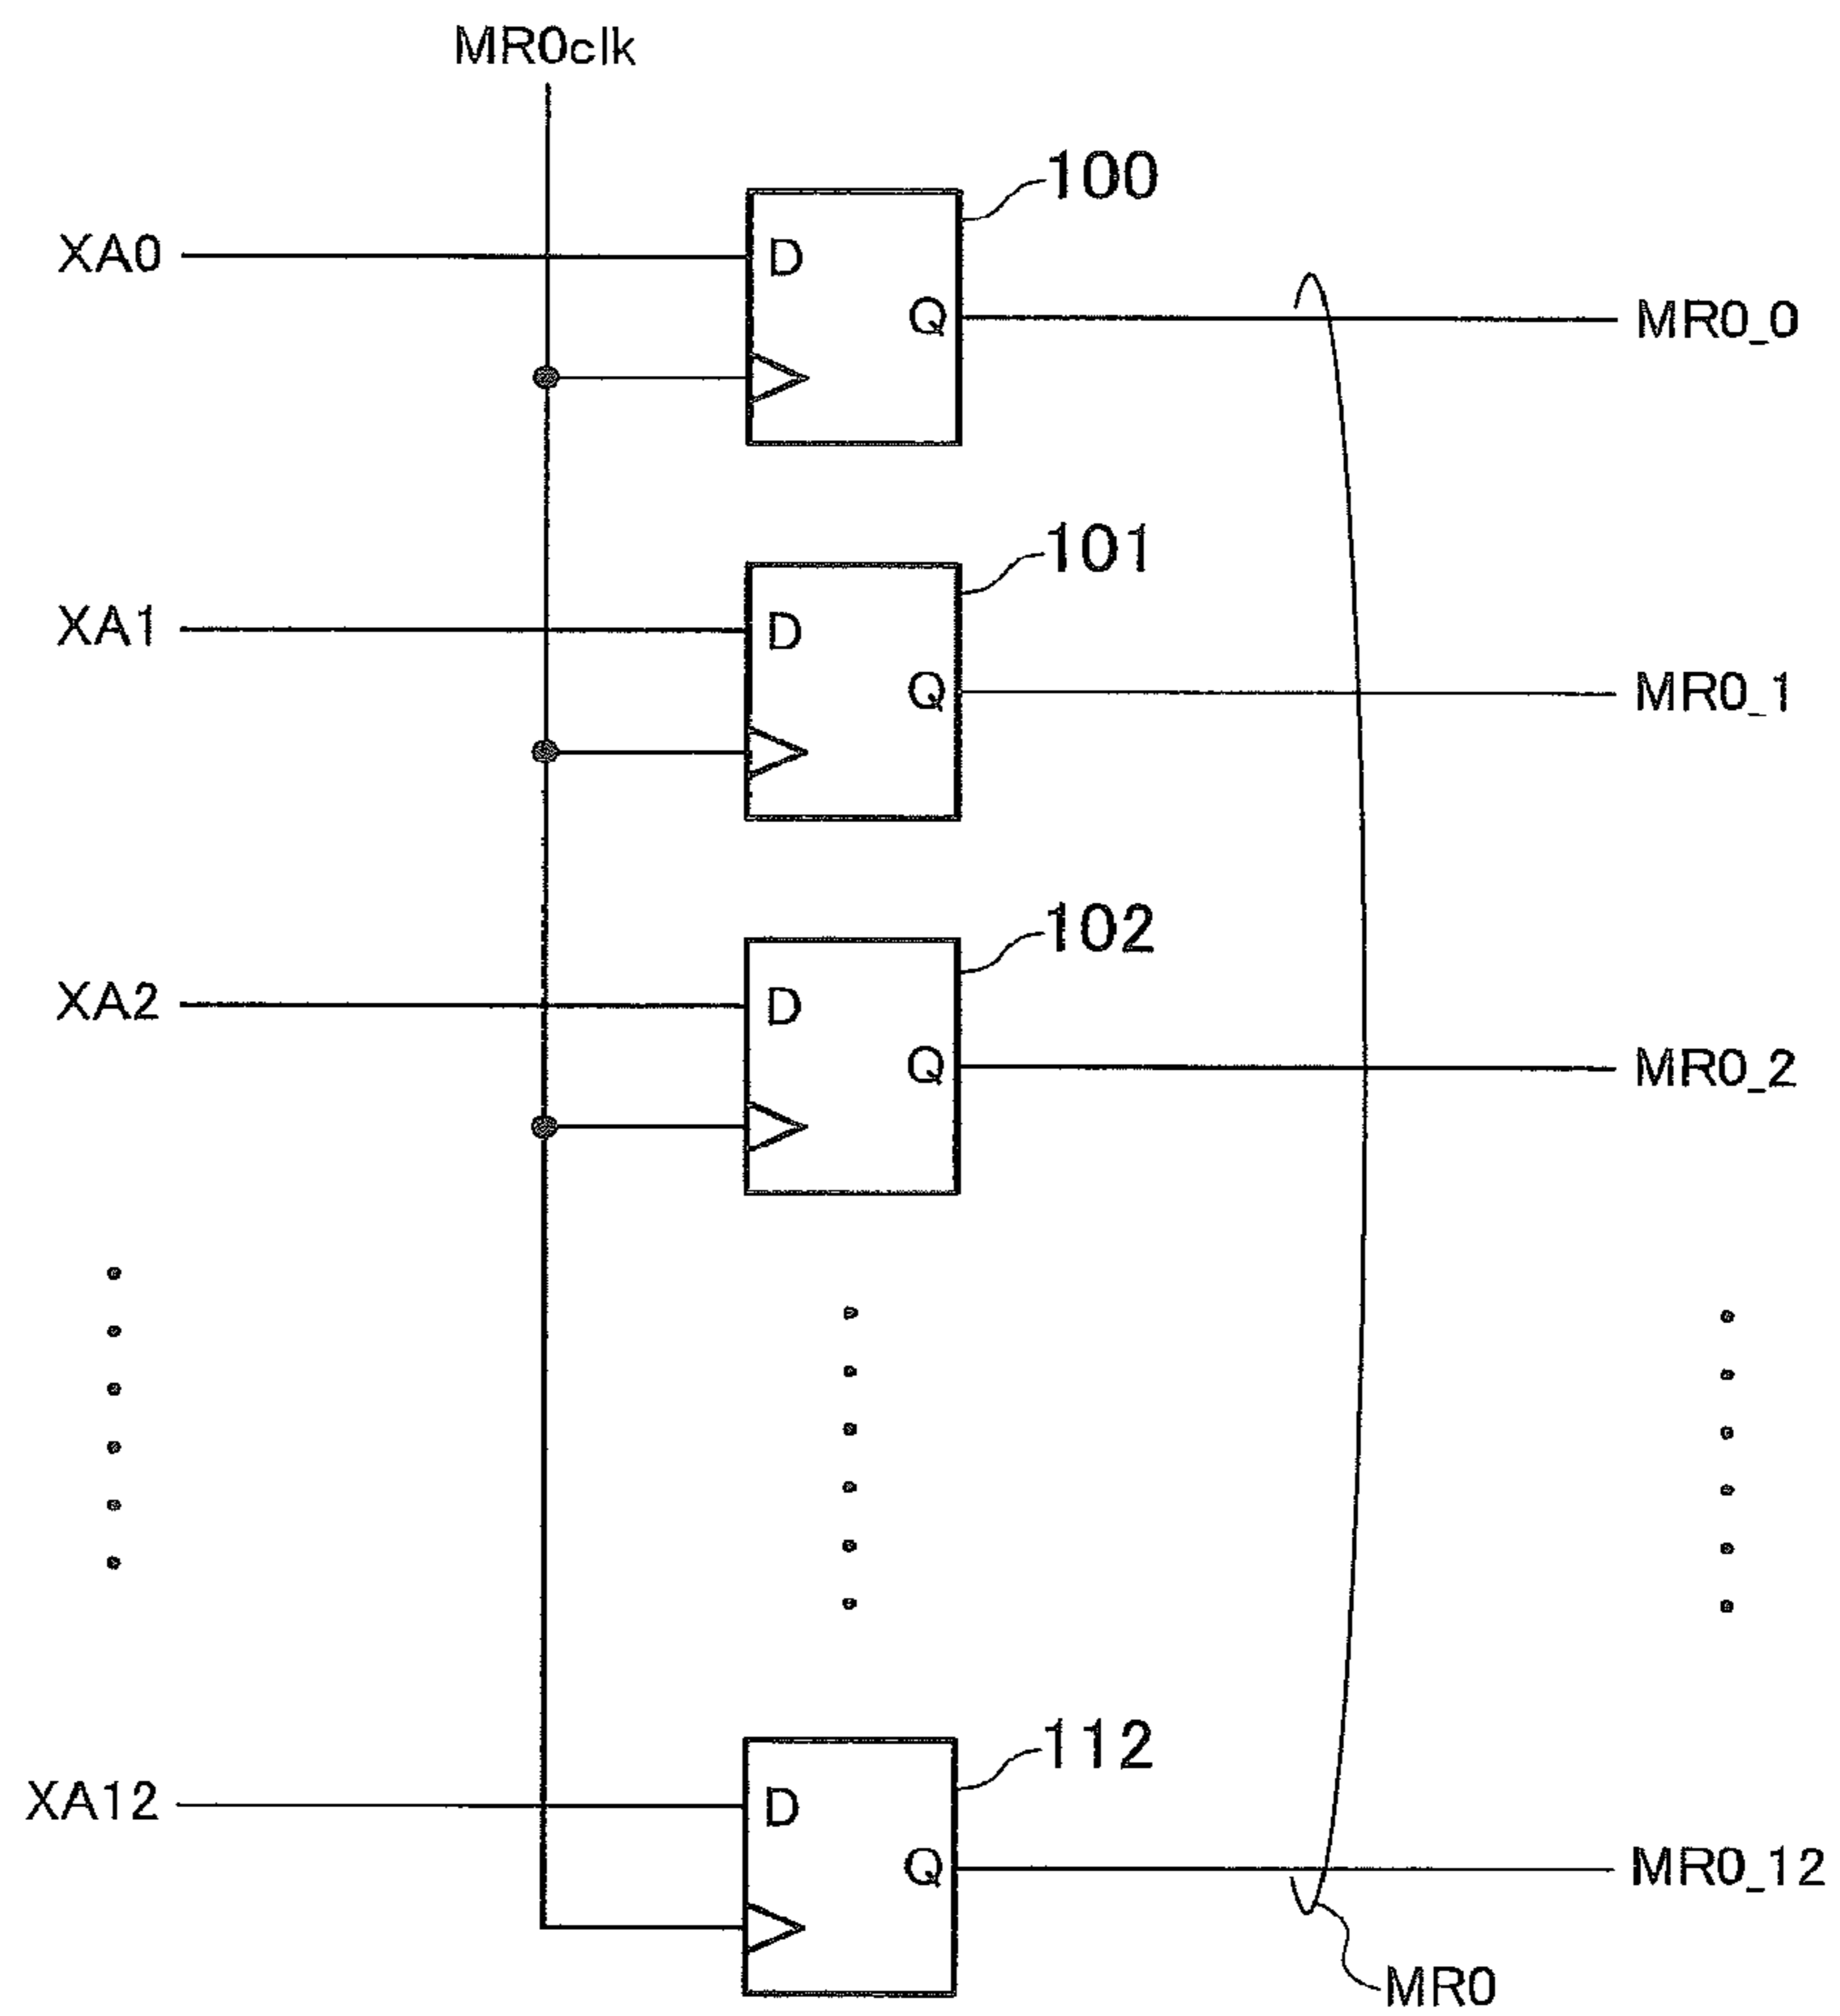 MR0clk
100
XA0
D
Q
MR0_0
101
XA1
D
Q
MR0_1
102
XA2
D
Q
MR0_2
112
XA12
D
Q
MR0_12
MR0